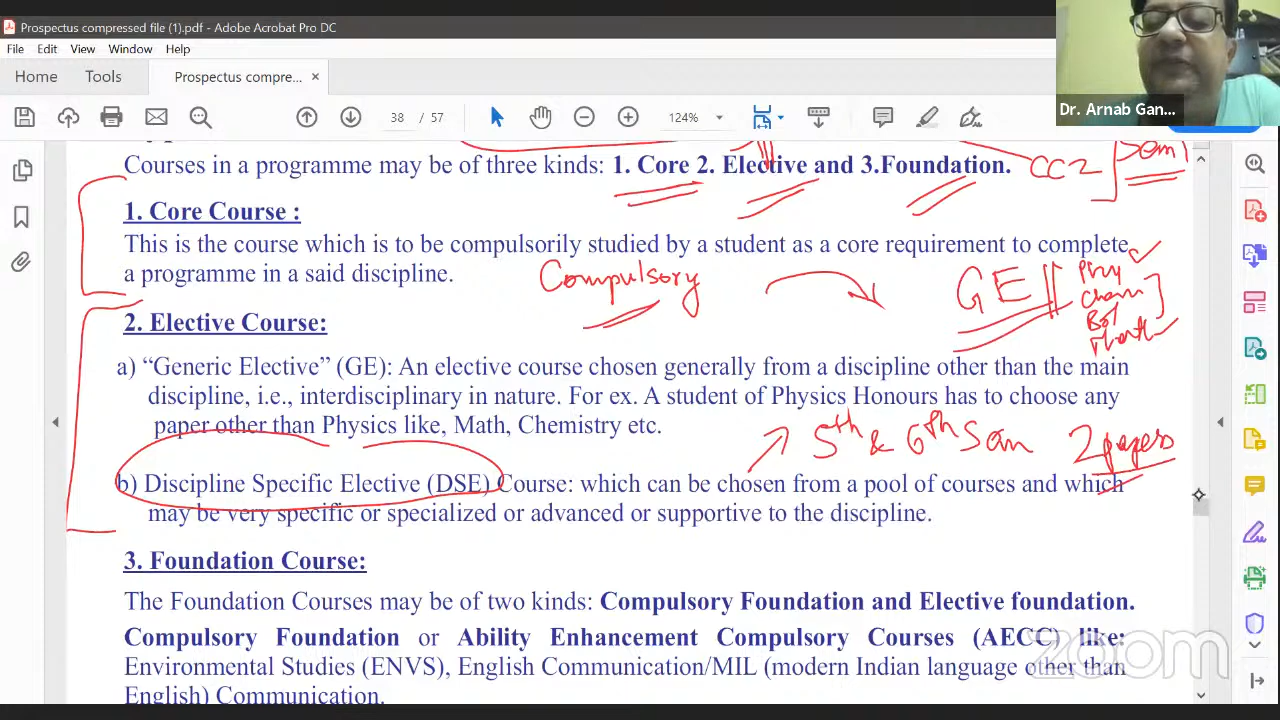 Prospectus compressed file (1).pdf - Adobe Acrobat Pro DC
File Edit View Window Help
Home Tools Prospectus compre... ×
38 / 57 124%
Dr. Arnab Gan...
Courses in a programme may be of three kinds: 1. Core 2. Elective and 3.Foundation.
CC2 Sem 1
1. Core Course :
This is the course which is to be compulsorily studied by a student as a core requirement to complete
a programme in a said discipline.
Compulsory GE
Phy
Chem
Bot
2. Elective Course:
a) “Generic Elective” (GE): An elective course chosen generally from a discipline other than the main
discipline, i.e., interdisciplinary in nature. For ex. A student of Physics Honours has to choose any
paper other than Physics like, Math, Chemistry etc.
5th & 6th Sem 2 papers
b) Discipline Specific Elective (DSE) Course: which can be chosen from a pool of courses and which
may be very specific or specialized or advanced or supportive to the discipline.
3. Foundation Course:
The Foundation Courses may be of two kinds: Compulsory Foundation and Elective foundation.
Compulsory Foundation or Ability Enhancement Compulsory Courses (AECC) like:
Environmental Studies (ENVS), English Communication/MIL (modern Indian language other than
English) Communication.
zoom